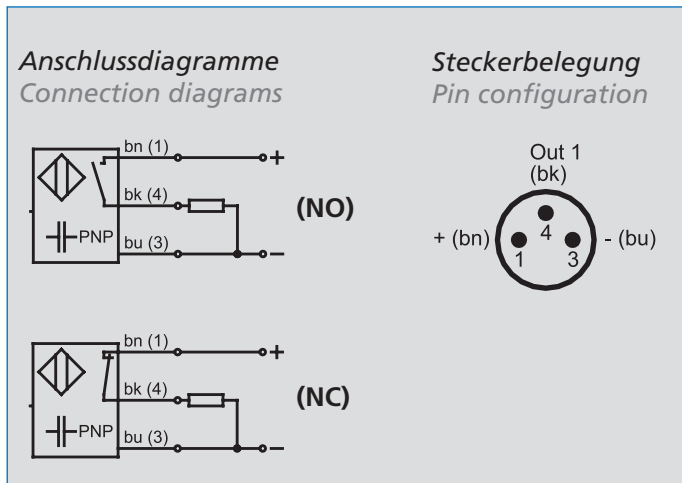 Anschlussdiagramme
Connection diagrams
bn (1)
+
bk (4)
(NO)
PNP
bu (3)
−
bn (1)
+
bk (4)
(NC)
PNP
bu (3)
−
Steckerbelegung
Pin configuration
Out 1
(bk)
+ (bn)
4
- (bu)
1
3